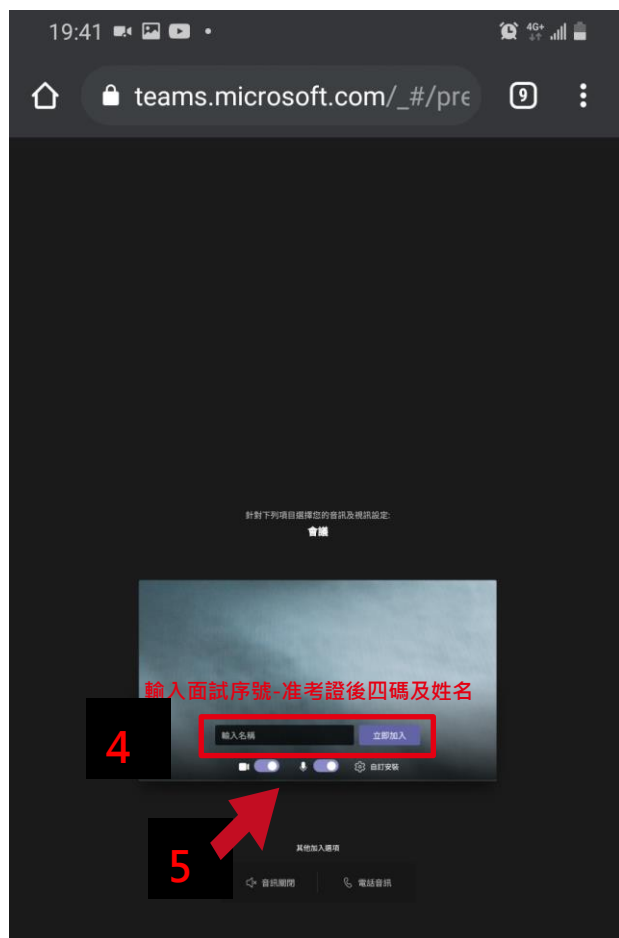 19:41
4G+
teams.microsoft.com/_#/pre
9
針對下列項目選擇您的音訊及視訊設定:
會議
輸入面試序號-准考證後四碼及姓名
4
輸入名稱
立即加入
自訂安裝
5
其他加入選項
音訊關閉
電話音訊